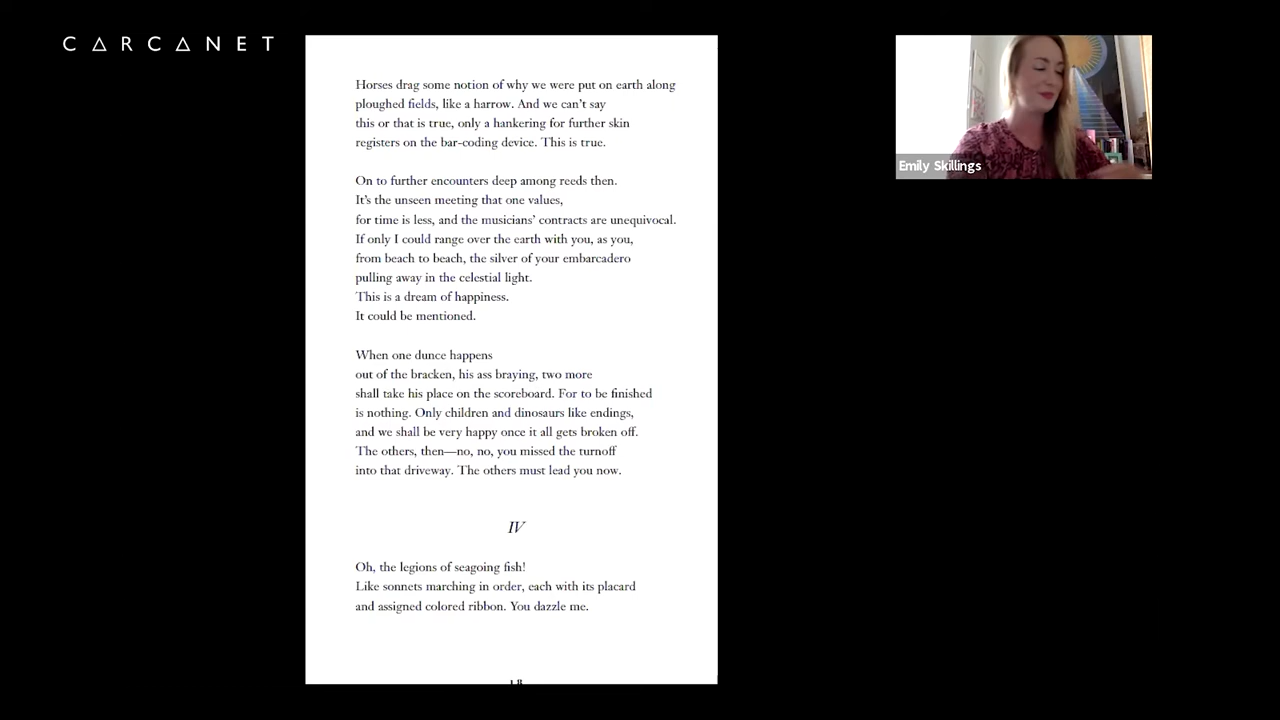 CARCANET
Horses drag some notion of why we were put on earth along
ploughed fields, like a harrow. And we can't say
this or that is true, only a hankering for further skin
registers on the bar-coding device. This is true.
On to further encounters deep among reeds then.
It's the unseen meeting that one values,
for time is less, and the musicians' contracts are unequivocal.
If only I could range over the earth with you, as you,
from beach to beach, the silver of your embarcadero
pulling away in the celestial light.
This is a dream of happiness.
It could be mentioned.
When one dunce happens
out of the bracken, his ass braying, two more
shall take his place on the scoreboard. For to be finished
is nothing. Only children and dinosaurs like endings,
and we shall be very happy once it all gets broken off.
The others, then—no, no, you missed the turnoff
into that driveway. The others must lead you now.
IV
Oh, the legions of seagoing fish!
Like sonnets marching in order, each with its placard
and assigned colored ribbon. You dazzle me.
Emily Skillings